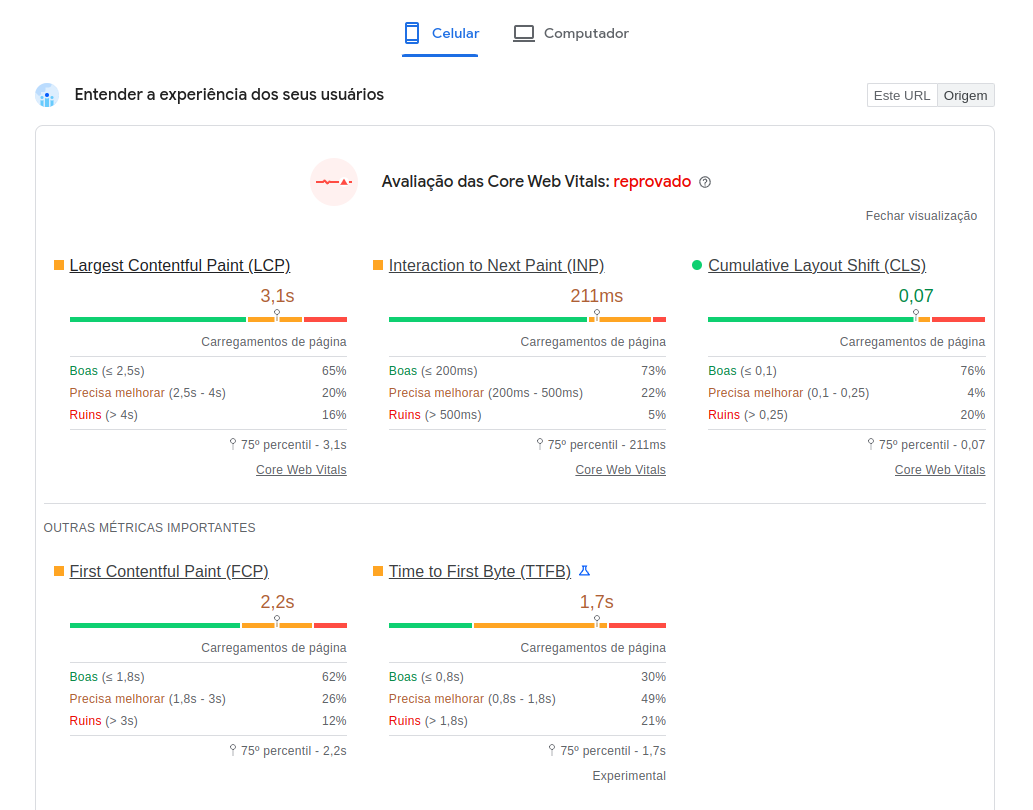 Celular
Computador
Entender a experiência dos seus usuários
Este URL
Origem
Avaliação das Core Web Vitals: reprovado
Fechar visualização
Largest Contentful Paint (LCP)
3,1s
Carregamentos de página
Boas (≤ 2,5s) 65%
Precisa melhorar (2,5s - 4s) 20%
Ruins (> 4s) 16%
75º percentil - 3,1s
Core Web Vitals
Interaction to Next Paint (INP)
211ms
Carregamentos de página
Boas (≤ 200ms) 73%
Precisa melhorar (200ms - 500ms) 22%
Ruins (> 500ms) 5%
75º percentil - 211ms
Core Web Vitals
Cumulative Layout Shift (CLS)
0,07
Carregamentos de página
Boas (≤ 0,1) 76%
Precisa melhorar (0,1 - 0,25) 4%
Ruins (> 0,25) 20%
75º percentil - 0,07
Core Web Vitals
OUTRAS MÉTRICAS IMPORTANTES
First Contentful Paint (FCP)
2,2s
Carregamentos de página
Boas (≤ 1,8s) 62%
Precisa melhorar (1,8s - 3s) 26%
Ruins (> 3s) 12%
75º percentil - 2,2s
Time to First Byte (TTFB)
1,7s
Carregamentos de página
Boas (≤ 0,8s) 30%
Precisa melhorar (0,8s - 1,8s) 49%
Ruins (> 1,8s) 21%
75º percentil - 1,7s
Experimental